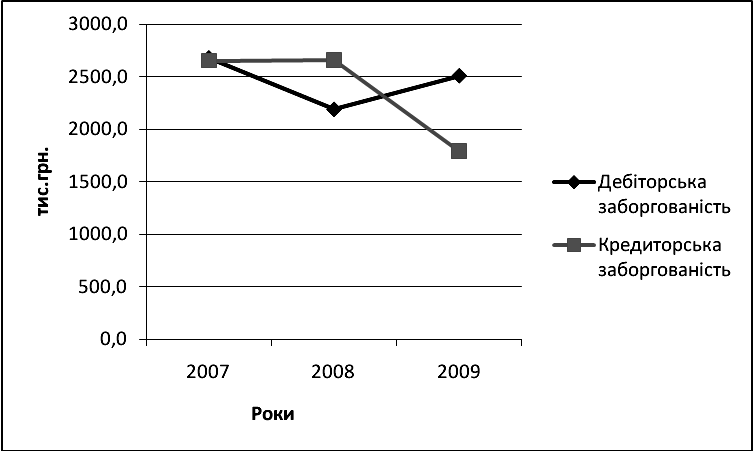 3000,0
2500,0
2000,0
1500,0
1000,0
500,0
0,0
тис.грн.
2007 2008 2009
Роки
Дебіторська
заборгованість
Кредиторська
заборгованість